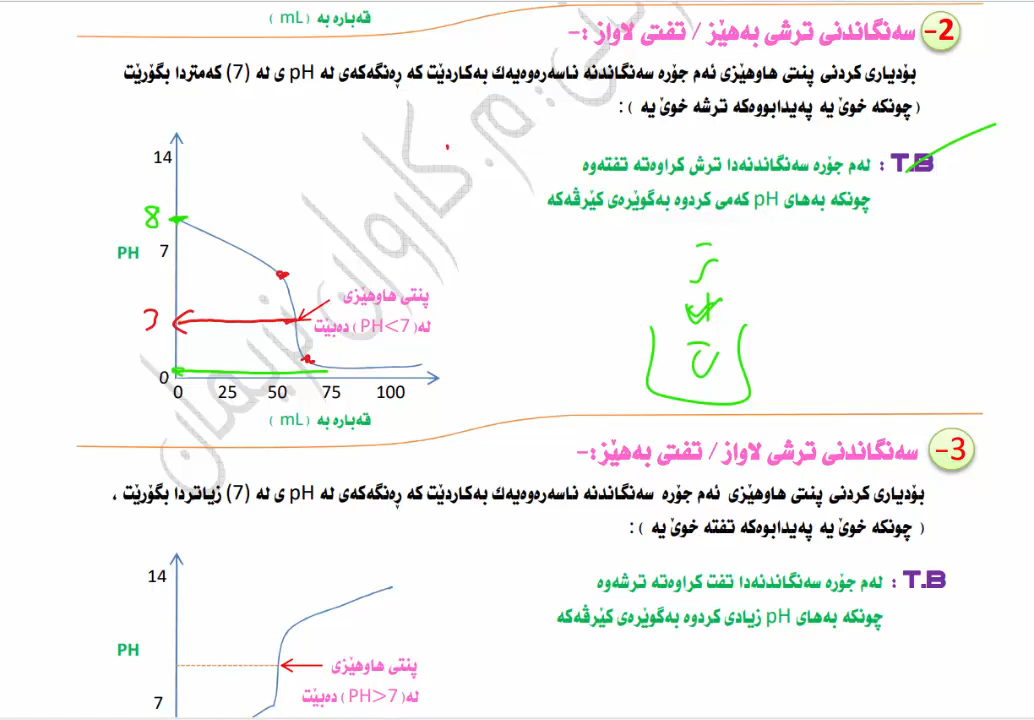 قەبارە بە ( mL )
2- سەنگاندنی ترشی بەهێز / تفتی لاواز :-
بۆدیاری کردنی پنتی هاوهێزی ئەم جۆرە سەنگاندنە ناسەرەوەیەك بەکاردێت کە ڕەنگەکەی لە pH ی لە (7) کەمتردا بگۆڕێت
( چونکە خوێ یە پەیدابووەکە ترشە خوێ یە ) :
T.B : لەم جۆرە سەنگاندنەدا ترش کراوەتە تفتەوە
چونکە بەهای pH کەمی کردوە بەگوێرەی کێرڤەکە
14
8
PH 7
پنتی هاوهێزی
لە( PH<7 ) دەبێت
3
0
0 25 50 75 100
قەبارە بە ( mL )
3- سەنگاندنی ترشی لاواز / تفتی بەهێز :-
بۆدیاری کردنی پنتی هاوهێزی ئەم جۆرە سەنگاندنە ناسەرەوەیەك بەکاردێت کە ڕەنگەکەی لە pH ی لە (7) زیاتردا بگۆڕێت ،
( چونکە خوێ یە پەیدابوەکە تفتە خوێ یە ) :
T.B : لەم جۆرە سەنگاندنەدا تفت کراوەتە ترشەوە
چونکە بەهای pH زیادی کردوە بەگوێرەی کێرڤەکە
14
PH
پنتی هاوهێزی
لە( PH>7 ) دەبێت
7